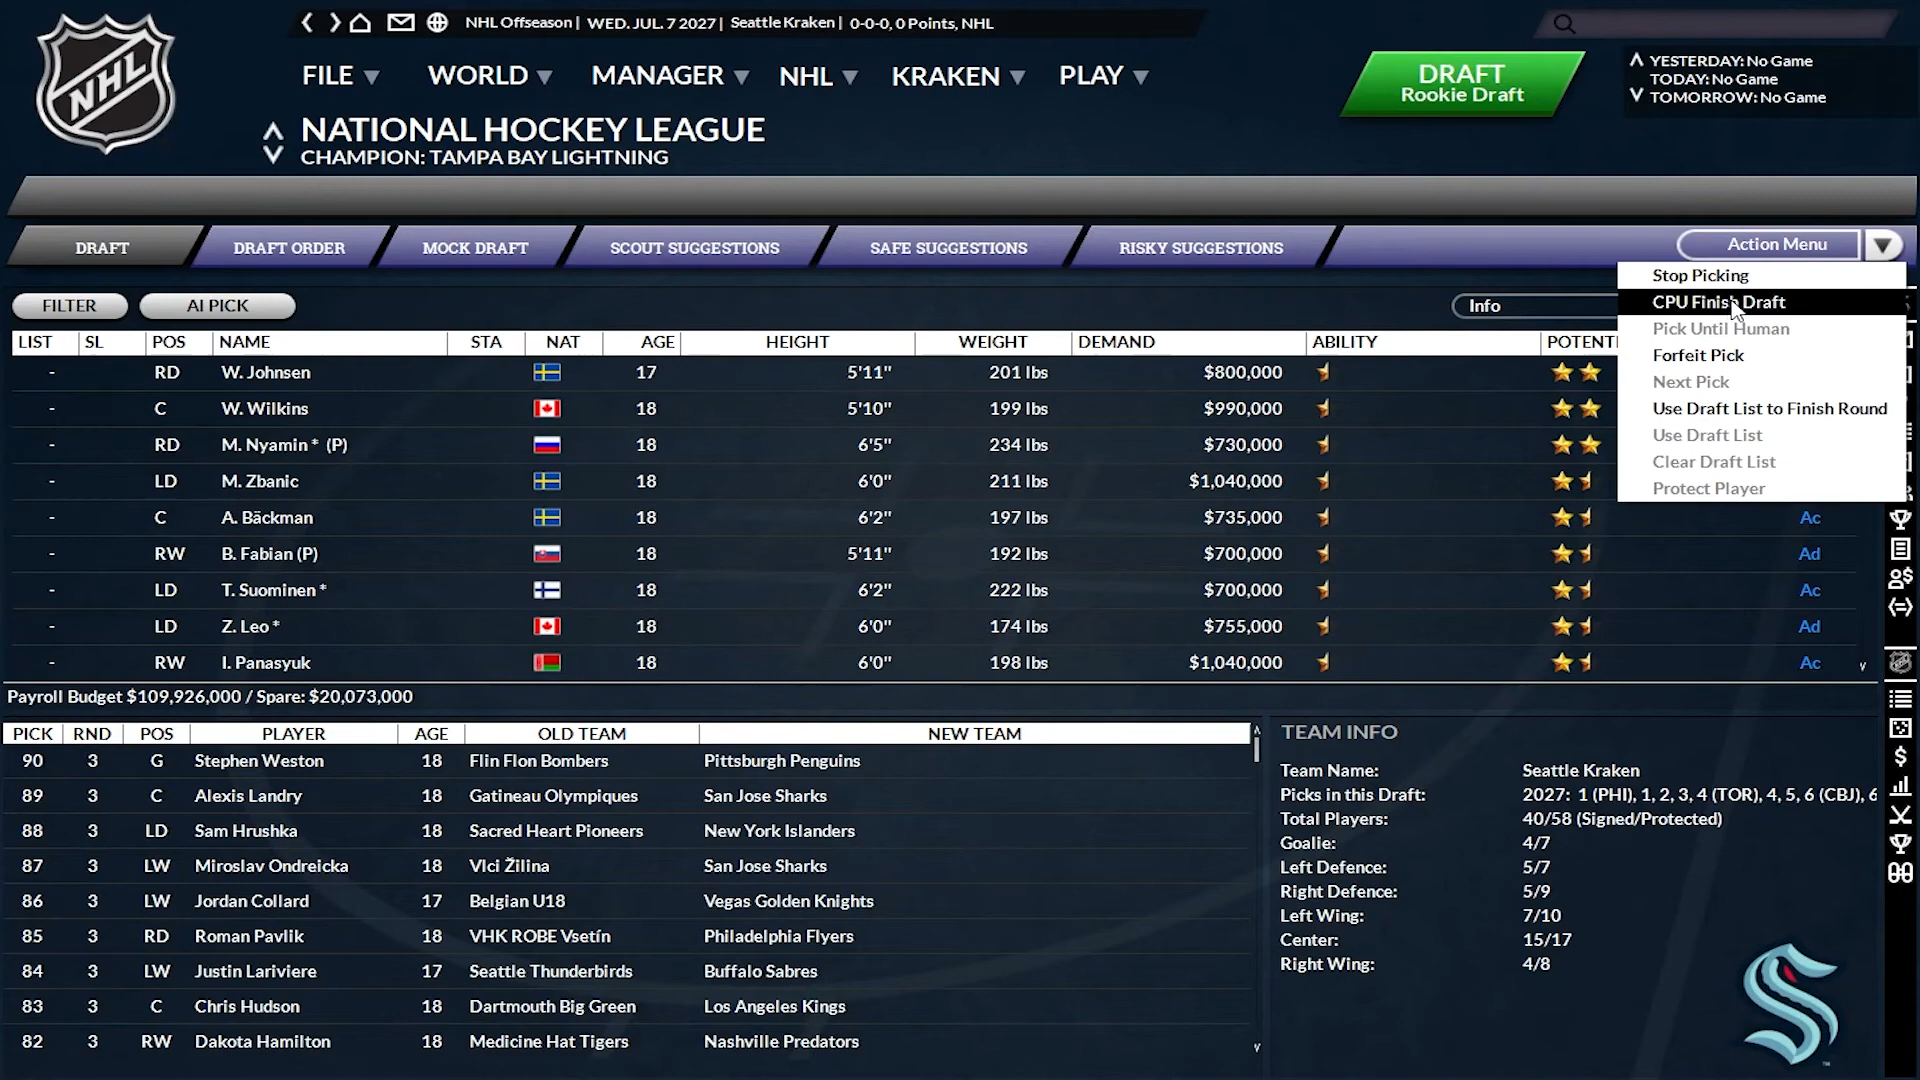 NHL Offseason | WED. JUL. 7 2027 | Seattle Kraken | 0-0-0, 0 Points, NHL
NHL
FILE WORLD MANAGER NHL KRAKEN PLAY
DRAFT
Rookie Draft
YESTERDAY: No Game
TODAY: No Game
TOMORROW: No Game
NATIONAL HOCKEY LEAGUE
CHAMPION: TAMPA BAY LIGHTNING
DRAFT DRAFT ORDER MOCK DRAFT SCOUT SUGGESTIONS SAFE SUGGESTIONS RISKY SUGGESTIONS Action Menu
Stop Picking
CPU Finish Draft
Pick Until Human
Forfeit Pick
Next Pick
Use Draft List to Finish Round
Use Draft List
Clear Draft List
Protect Player
FILTER AI PICK Info
LIST SL POS NAME STA NAT AGE HEIGHT WEIGHT DEMAND ABILITY POTENTI
- RD W. Johnsen 17 5'11" 201 lbs $800,000
- C W. Wilkins 18 5'10" 199 lbs $990,000
- RD M. Nyamin * (P) 18 6'5" 234 lbs $730,000
- LD M. Zbanic 18 6'0" 211 lbs $1,040,000
- C A. Bäckman 18 6'2" 197 lbs $735,000 Ac
- RW B. Fabian (P) 18 5'11" 192 lbs $700,000 Ad
- LD T. Suominen * 18 6'2" 222 lbs $700,000 Ac
- LD Z. Leo * 18 6'0" 174 lbs $755,000 Ad
- RW I. Panasyuk 18 6'0" 198 lbs $1,040,000 Ac
Payroll Budget $109,926,000 / Spare: $20,073,000
PICK RND POS PLAYER AGE OLD TEAM NEW TEAM
90 3 G Stephen Weston 18 Flin Flon Bombers Pittsburgh Penguins
89 3 C Alexis Landry 18 Gatineau Olympiques San Jose Sharks
88 3 LD Sam Hrushka 18 Sacred Heart Pioneers New York Islanders
87 3 LW Miroslav Ondreicka 18 Vlci Žilina San Jose Sharks
86 3 LW Jordan Collard 17 Belgian U18 Vegas Golden Knights
85 3 RD Roman Pavlik 18 VHK ROBE Vsetín Philadelphia Flyers
84 3 LW Justin Lariviere 17 Seattle Thunderbirds Buffalo Sabres
83 3 C Chris Hudson 18 Dartmouth Big Green Los Angeles Kings
82 3 RW Dakota Hamilton 18 Medicine Hat Tigers Nashville Predators
TEAM INFO
Team Name: Seattle Kraken
Picks in this Draft: 2027: 1 (PHI), 1, 2, 3, 4 (TOR), 4, 5, 6 (CBJ), 6
Total Players: 40/58 (Signed/Protected)
Goalie: 4/7
Left Defence: 5/7
Right Defence: 5/9
Left Wing: 7/10
Center: 15/17
Right Wing: 4/8